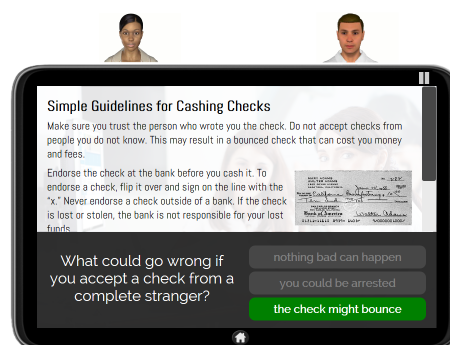 Simple Guidelines for Cashing Checks
Make sure you trust the person who wrote you the check. Do not accept checks from
people you do not know. This may result in a bounced check that can cost you money
and fees.
Endorse the check at the bank before you cash it. To
endorse a check, flip it over and sign on the line with the
"x." Never endorse a check outside of a bank. If the check
is lost or stolen, the bank is not responsible for your lost
funds.
Bank of America
What could go wrong if
you accept a check from a
complete stranger?
nothing bad can happen
you could be arrested
the check might bounce